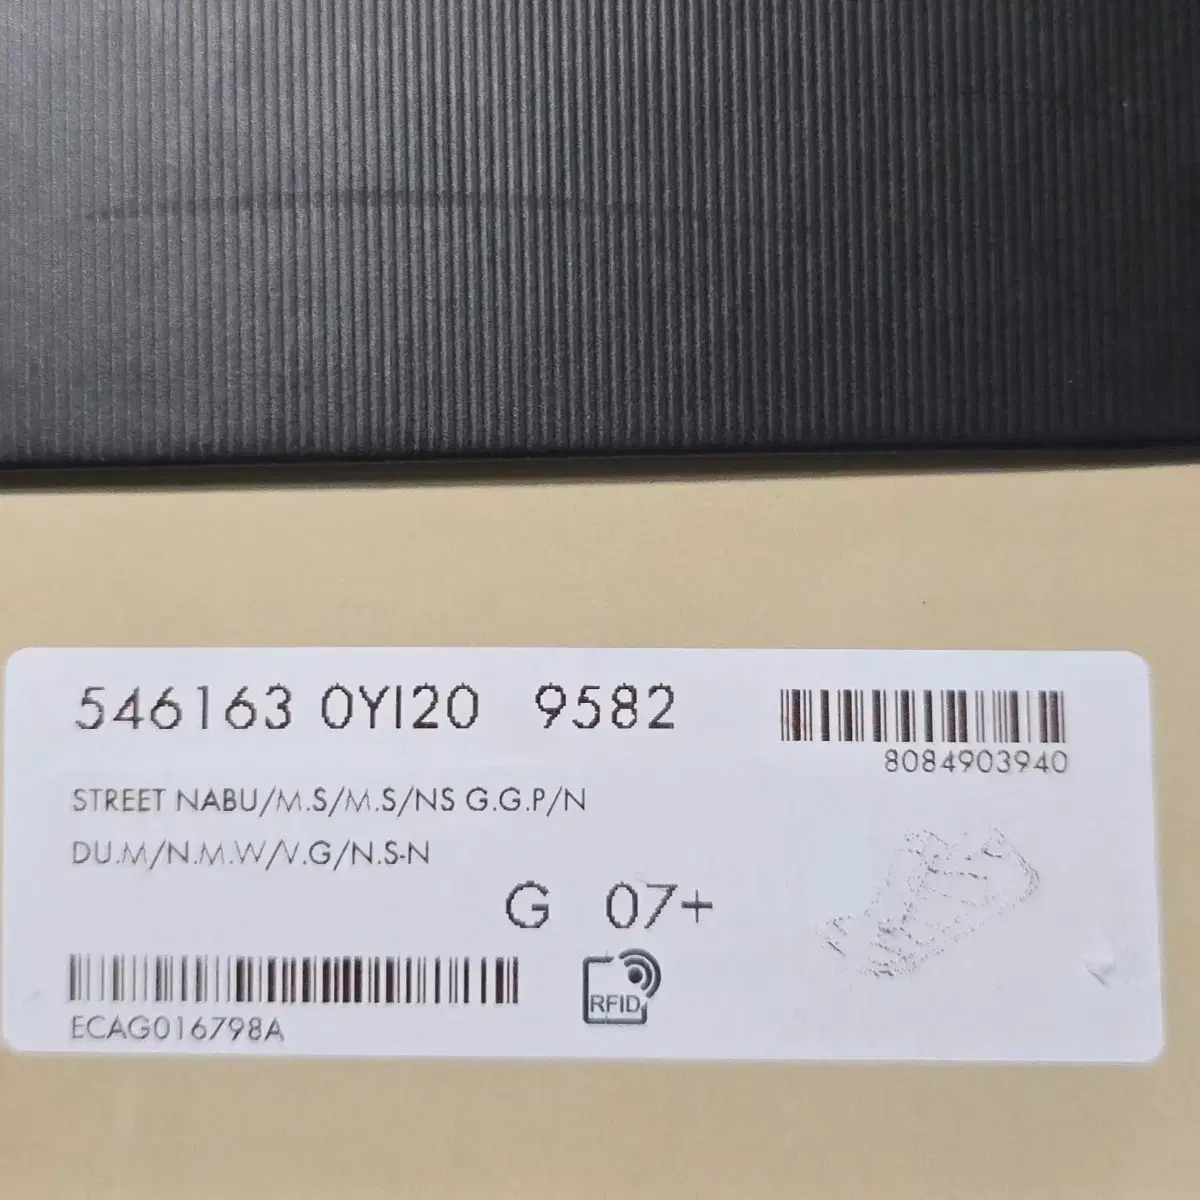 546163 0YI20 9582
8084903940
STREET NABU/M.S/M.S/NS G.G.P/N
DU.M/N.M.W/V.G/N.S-N
G 07+
ECAG016798A
RFID